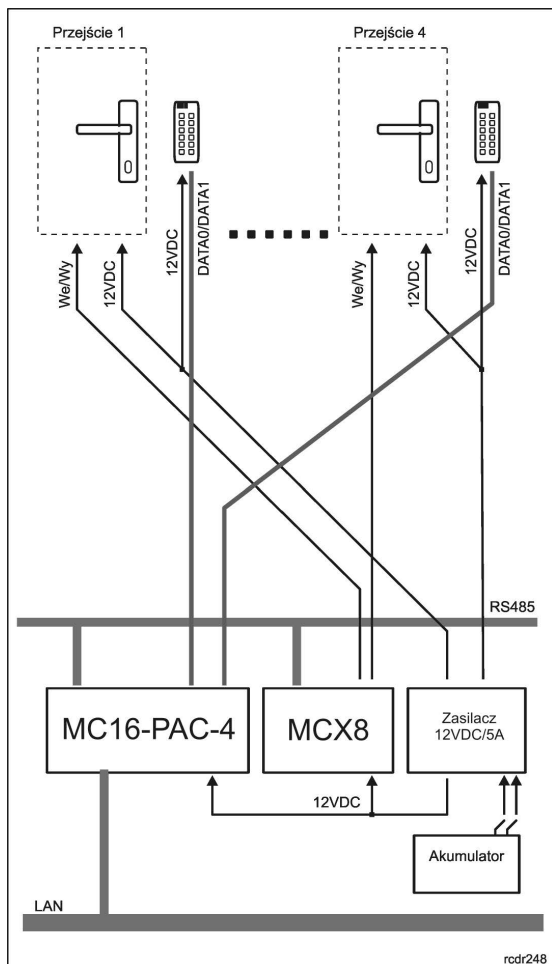 Przejście 1
Przejście 4
We/Wy
12VDC
12VDC
DATA0/DATA1
We/Wy
12VDC
12VDC
DATA0/DATA1
RS485
MC16-PAC-4
MCX8
Zasilacz
12VDC/5A
12VDC
Akumulator
LAN
rcdr248